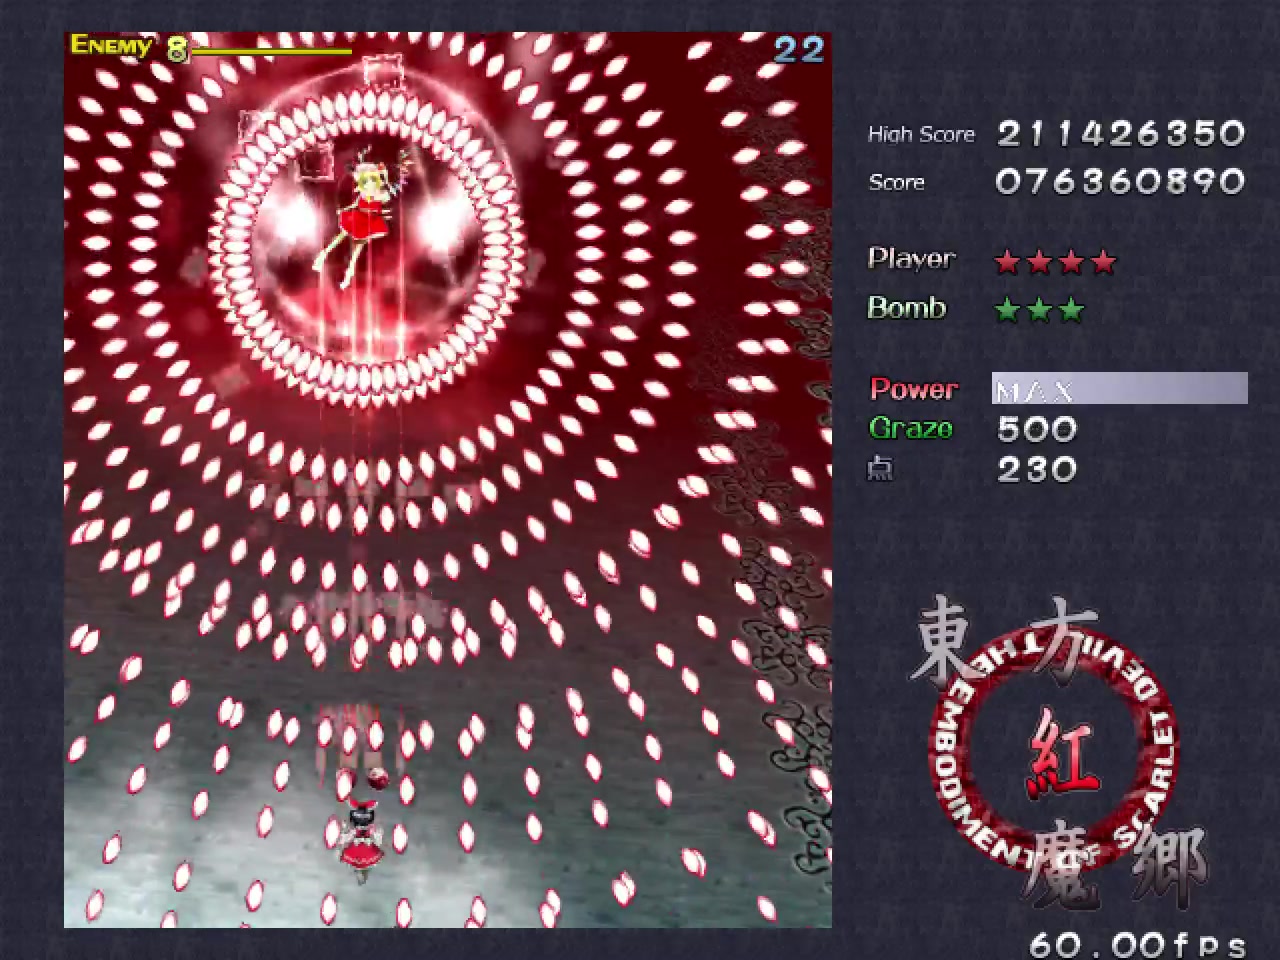 ENEMY 8 22
High Score 211426350
Score 076360890
Player
Bomb
Power MAX
Graze 500
点 230
東方
紅
魔郷
THE EMBODIMENT OF SCARLET DEVIL
60.00fps